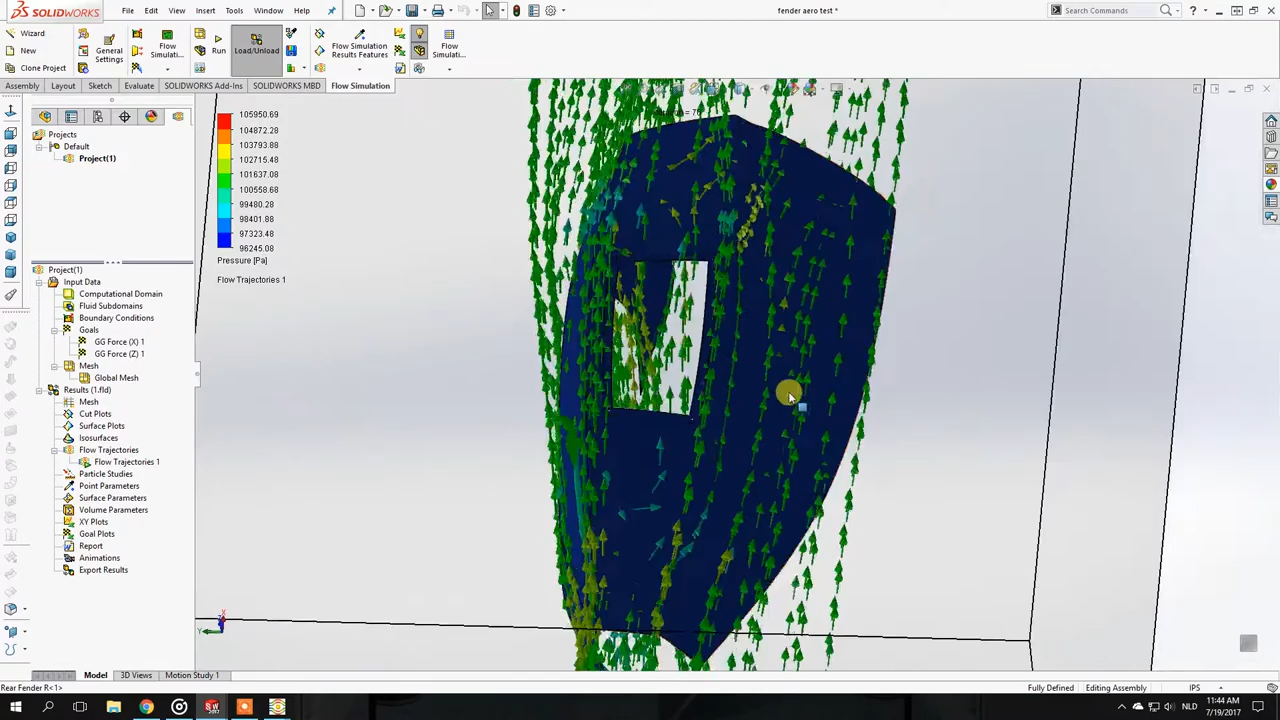 SOLIDWORKS
File
Edit
View
Insert
Tools
Window
Help
fender aero test *
Search Commands
Wizard
New
Clone Project
General
Settings
Flow
Simulati...
Run
Load/Unload
Flow Simulation
Results Features
Flow
Simulati...
Assembly
Layout
Sketch
Evaluate
SOLIDWORKS Add-Ins
SOLIDWORKS MBD
Flow Simulation
Projects
Default
Project(1)
Project(1)
Input Data
Computational Domain
Fluid Subdomains
Boundary Conditions
Goals
GG Force (X) 1
GG Force (Z) 1
Mesh
Global Mesh
Results (1.fld)
Mesh
Cut Plots
Surface Plots
Isosurfaces
Flow Trajectories
Flow Trajectories 1
Particle Studies
Point Parameters
Surface Parameters
Volume Parameters
XY Plots
Goal Plots
Report
Animations
Export Results
105950.69
104872.28
103793.88
102715.48
101637.08
100558.68
99480.28
98401.88
97323.48
96245.08
Pressure [Pa]
Flow Trajectories 1
X
Y
Model
3D Views
Motion Study 1
Rear Fender R<1>
Fully Defined
Editing Assembly
IPS
NLD
11:44 AM
7/19/2017